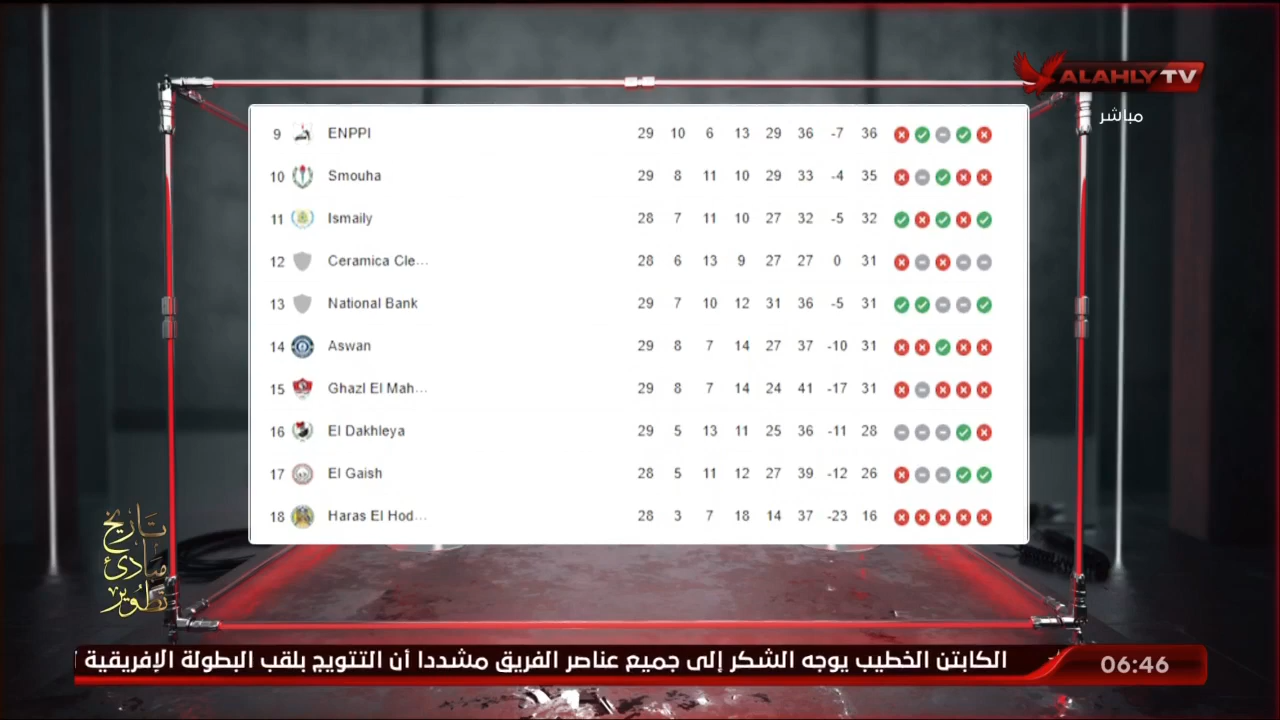 ALAHLY TV
مباشر
9 ENPPI 29 10 6 13 29 36 -7 36
10 Smouha 29 8 11 10 29 33 -4 35
11 Ismaily 28 7 11 10 27 32 -5 32
12 Ceramica Cle... 28 6 13 9 27 27 0 31
13 National Bank 29 7 10 12 31 36 -5 31
14 Aswan 29 8 7 14 27 37 -10 31
15 Ghazl El Mah... 29 8 7 14 24 41 -17 31
16 El Dakhleya 29 5 13 11 25 36 -11 28
17 El Gaish 28 5 11 12 27 39 -12 26
18 Haras El Hod... 28 3 7 18 14 37 -23 16
تاريخ
مبادئ
تطوير
الكابتن الخطيب يوجه الشكر إلى جميع عناصر الفريق مشددا أن التتويج بلقب البطولة الإفريقية
06:46